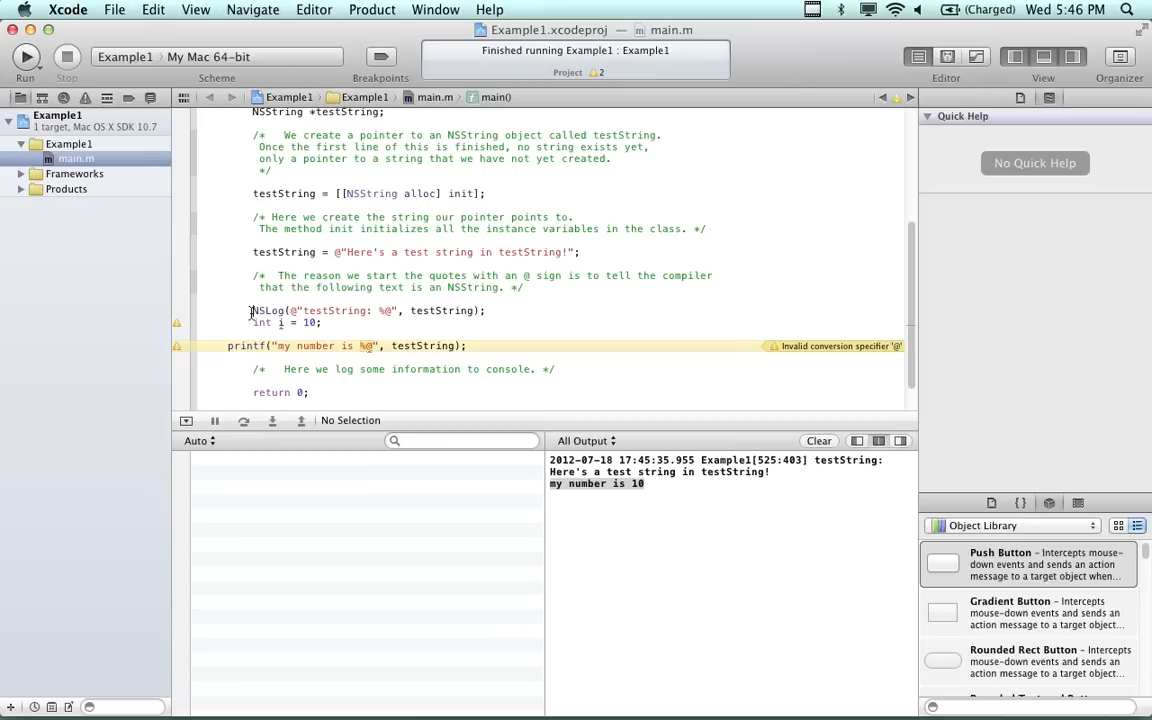 Xcode File Edit View Navigate Editor Product Window Help (Charged) Wed 5:46 PM
Example1.xcodeproj main.m
Example1 My Mac 64-bit
Finished running Example1 : Example1
Project 2
Run Stop Scheme Breakpoints Editor View Organizer
Example1 Example1 main.m main()
Example1
1 target, Mac OS X SDK 10.7
Example1
main.m
Frameworks
Products
NSString *testString;
/* We create a pointer to an NSString object called testString.
Once the first line of this is finished, no string exists yet,
only a pointer to a string that we have not yet created.
*/
testString = [[NSString alloc] init];
/* Here we create the string our pointer points to.
The method init initializes all the instance variables in the class. */
testString = @"Here's a test string in testString!";
/* The reason we start the quotes with an @ sign is to tell the compiler
that the following text is an NSString. */
NSLog(@"testString: %@", testString);
int i = 10;
printf("my number is %@", testString); Invalid conversion specifier '@'
/* Here we log some information to console. */
return 0;
No Selection
Auto
All Output Clear
2012-07-18 17:45:35.955 Example1[525:403] testString:
Here's a test string in testString!
my number is 10
Quick Help
No Quick Help
Object Library
Push Button - Intercepts mouse-
down events and sends an action
message to a target object when...
Gradient Button - Intercepts
mouse-down events and sends an
action message to a target object...
Rounded Rect Button - Intercepts
mouse-down events and sends an
action message to a target object...